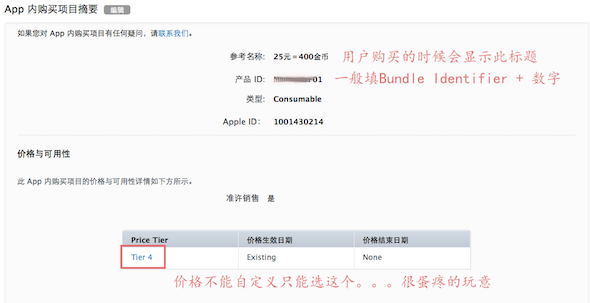 App 内购买项目摘要 编辑
如果您对 App 内购买项目有任何疑问，请联系我们。
参考名称: 25元=400金币 用户购买的时候会显示此标题
产品 ID: 01 一般填Bundle Identifier + 数字
类型: Consumable
Apple ID: 1001430214
价格与可用性
此 App 内购买项目的价格与可用性详情如下方所示。
准许销售 是
Price Tier 价格生效日期 价格结束日期
Tier 4 Existing None
价格不能自定义只能选这个。。。很蛋疼的玩意